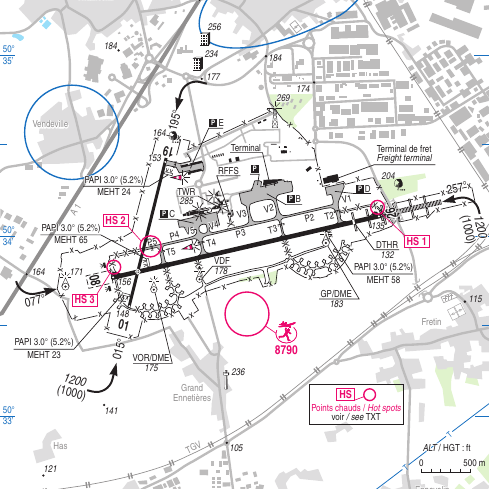 256
184
50°
35'
234
184
177
174
269
195°
Vendeville
164
P E
Terminal
Terminal de fret
Freight terminal
153
19
RFFS
P
P
204
PAPI 3.0° (5.2%)
MEHT 24
TWR
285
P D
257°
A 1
HS 2
P C
P B
V1
V2
V3
V4
V5
P2
T2
135
1200
(1000)
PAPI 3.0° (5.2%)
MEHT 65
50°
34'
P5
P4
T4
T5
P3
T3
HS 1
DTHR
132
VDF
178
PAPI 3.0° (5.2%)
MEHT 58
164
171
08
156
077°
HS 3
GP/DME
183
115
148
01
Fretin
PAPI 3.0° (5.2%)
MEHT 23
015°
8790
VOR/DME
175
1200
(1000)
236
Grand
Ennetières
HS
Points chauds / Hot spots
voir / see TXT
141
50°
33'
Has
TGV
105
ALT / HGT : ft
0 500 m
121